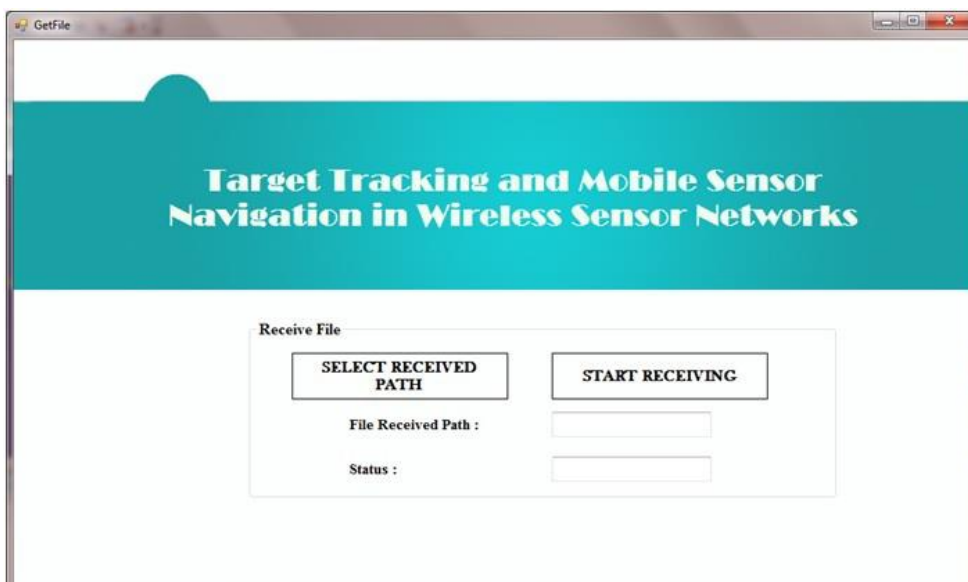 GetFile
Target Tracking and Mobile Sensor
Navigation in Wireless Sensor Networks
Receive File
SELECT RECEIVED
PATH
START RECEIVING
File Received Path :
Status :